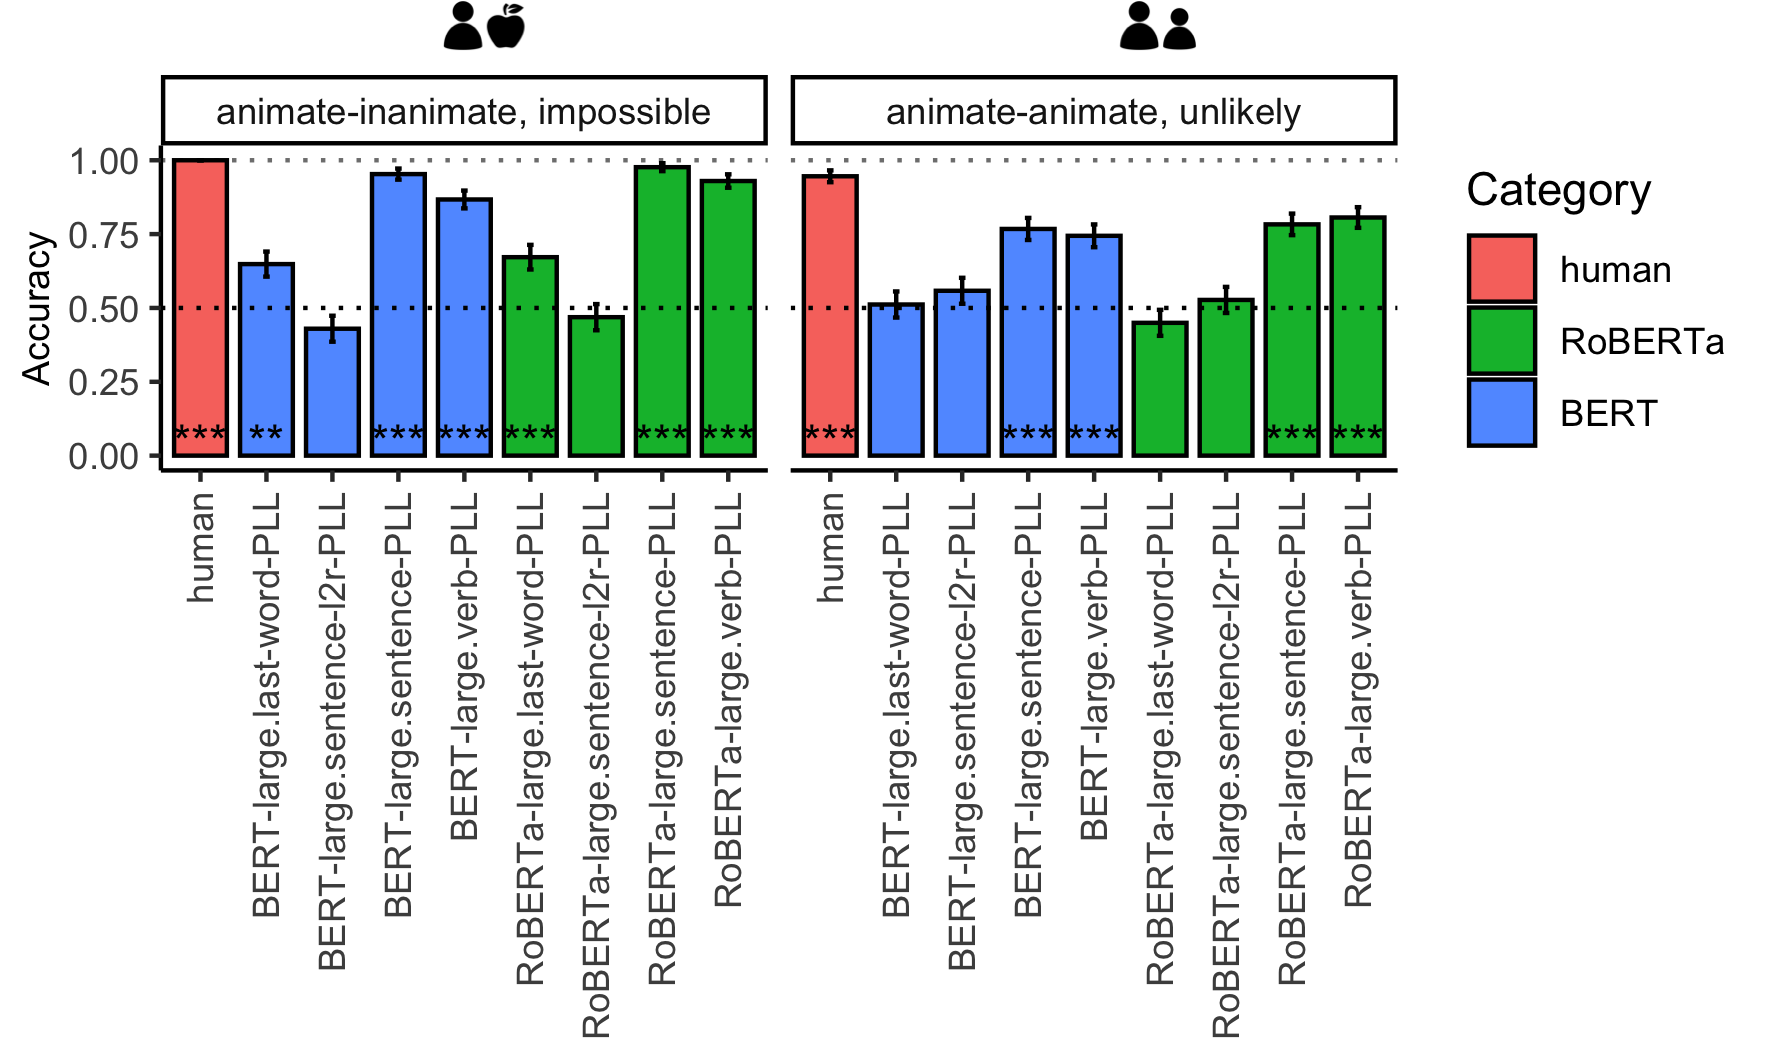 animate-inanimate, impossible
animate-animate, unlikely
Accuracy
1.00
0.75
0.50
0.25
0.00
***
**
***
***
***
***
***
***
***
***
***
***
human
BERT-large.last-word-PLL
BERT-large.sentence-l2r-PLL
BERT-large.sentence-PLL
BERT-large.verb-PLL
RoBERTa-large.last-word-PLL
RoBERTa-large.sentence-l2r-PLL
RoBERTa-large.sentence-PLL
RoBERTa-large.verb-PLL
human
BERT-large.last-word-PLL
BERT-large.sentence-l2r-PLL
BERT-large.sentence-PLL
BERT-large.verb-PLL
RoBERTa-large.last-word-PLL
RoBERTa-large.sentence-l2r-PLL
RoBERTa-large.sentence-PLL
RoBERTa-large.verb-PLL
Category
human
RoBERTa
BERT